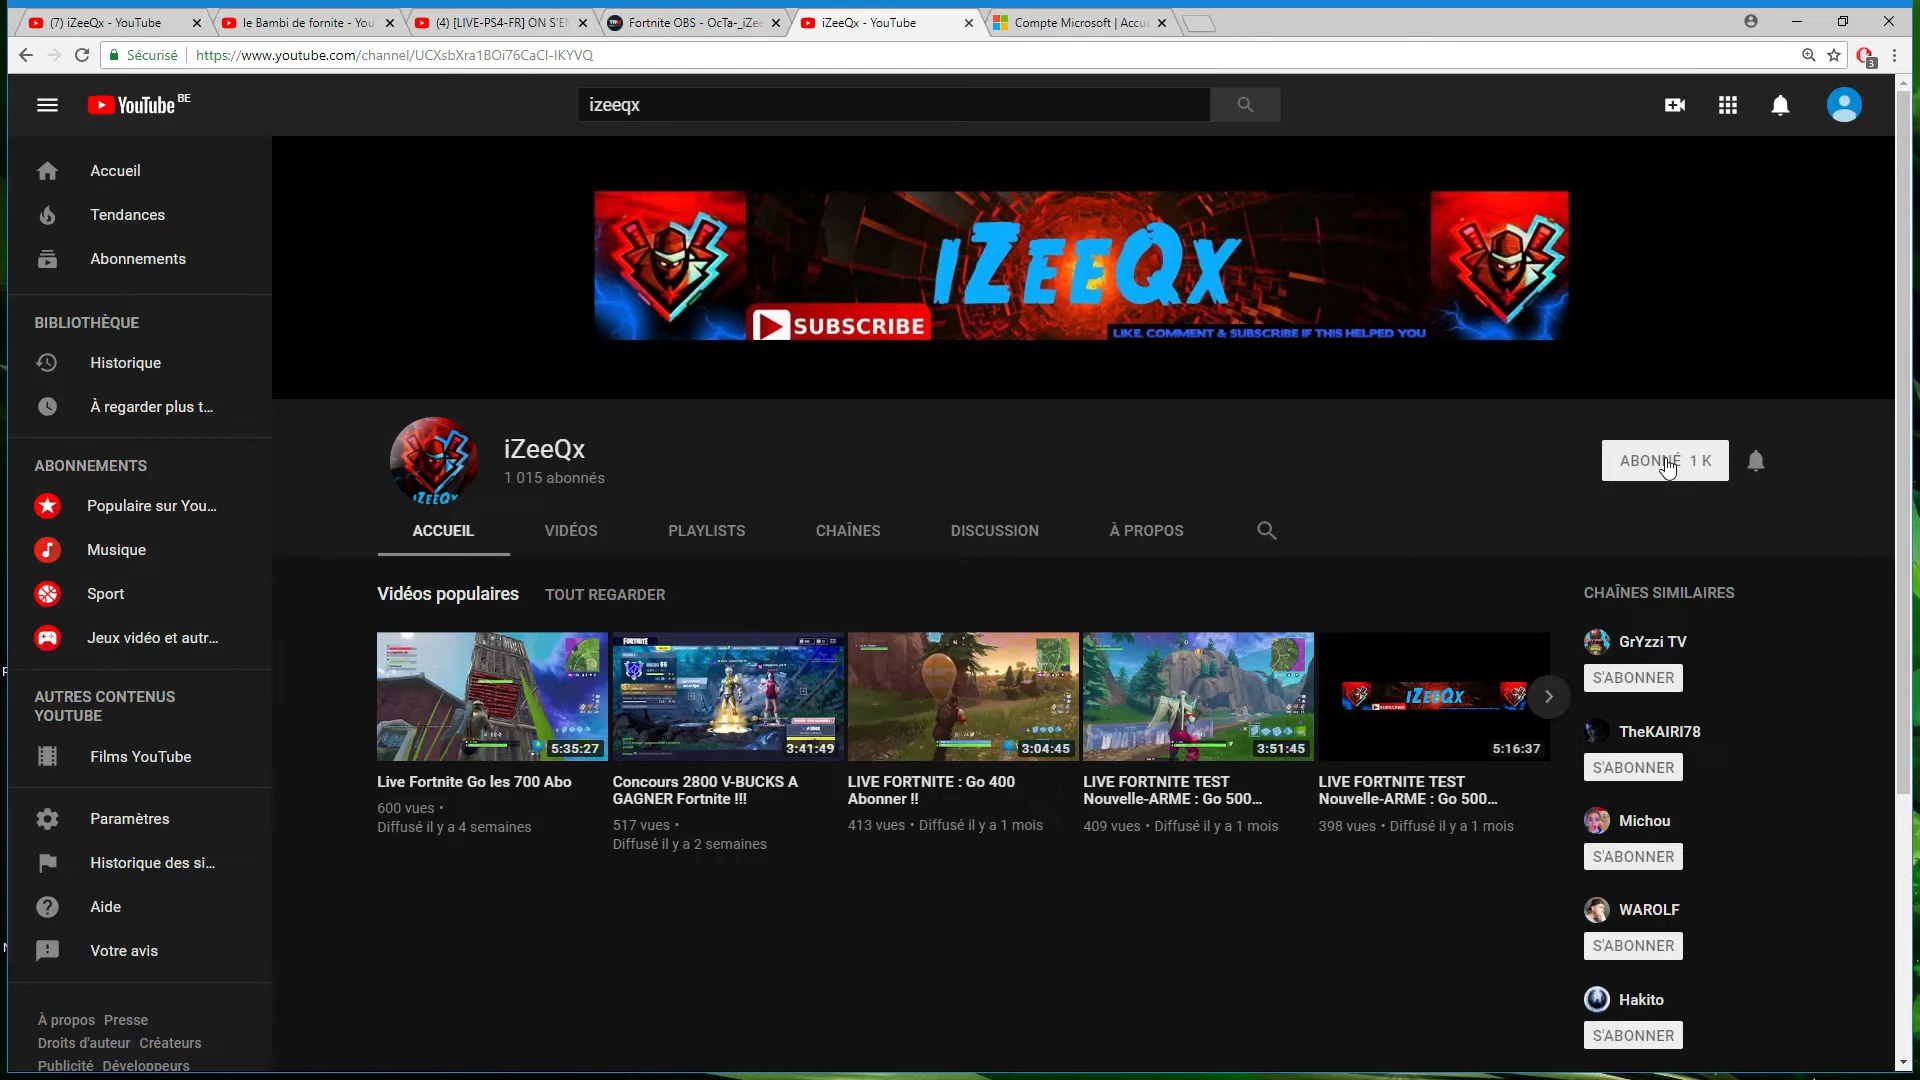 (7) iZeeQx - YouTube
le Bambi de fornite - You
(4) [LIVE-PS4-FR] ON S'E
Fortnite OBS - OcTa-_iZee
iZeeQx - YouTube
Compte Microsoft | Accu
Sécurisé
https://www.youtube.com/channel/UCXsbXra1BOi76CaCI-IKYVQ
3
YouTube BE
izeeqx
Accueil
Tendances
Abonnements
BIBLIOTHÈQUE
Historique
À regarder plus t...
ABONNEMENTS
Populaire sur You...
Musique
Sport
Jeux vidéo et autr...
AUTRES CONTENUS
YOUTUBE
Films YouTube
Paramètres
Historique des si...
Aide
Votre avis
À propos Presse
Droits d'auteur Créateurs
Publicité Développeurs
iZEEQX
SUBSCRIBE
LIKE, COMMENT & SUBSCRIBE IF THIS HELPED YOU
iZEEQX
iZeeQx
1 015 abonnés
ABONNÉ 1 K
ACCUEIL
VIDÉOS
PLAYLISTS
CHAÎNES
DISCUSSION
À PROPOS
Vidéos populaires
TOUT REGARDER
5:35:27
Live Fortnite Go les 700 Abo
600 vues •
Diffusé il y a 4 semaines
FORTNITE
3:41:49
Concours 2800 V-BUCKS A
GAGNER Fortnite !!!
517 vues •
Diffusé il y a 2 semaines
3:04:45
LIVE FORTNITE : Go 400
Abonner !!
413 vues • Diffusé il y a 1 mois
3:51:45
LIVE FORTNITE TEST
Nouvelle-ARME : Go 500...
409 vues • Diffusé il y a 1 mois
iZEEQX
5:16:37
LIVE FORTNITE TEST
Nouvelle-ARME : Go 500...
398 vues • Diffusé il y a 1 mois
CHAÎNES SIMILAIRES
GrYzzi TV
S'ABONNER
TheKAIRI78
S'ABONNER
Michou
S'ABONNER
WAROLF
S'ABONNER
Hakito
S'ABONNER